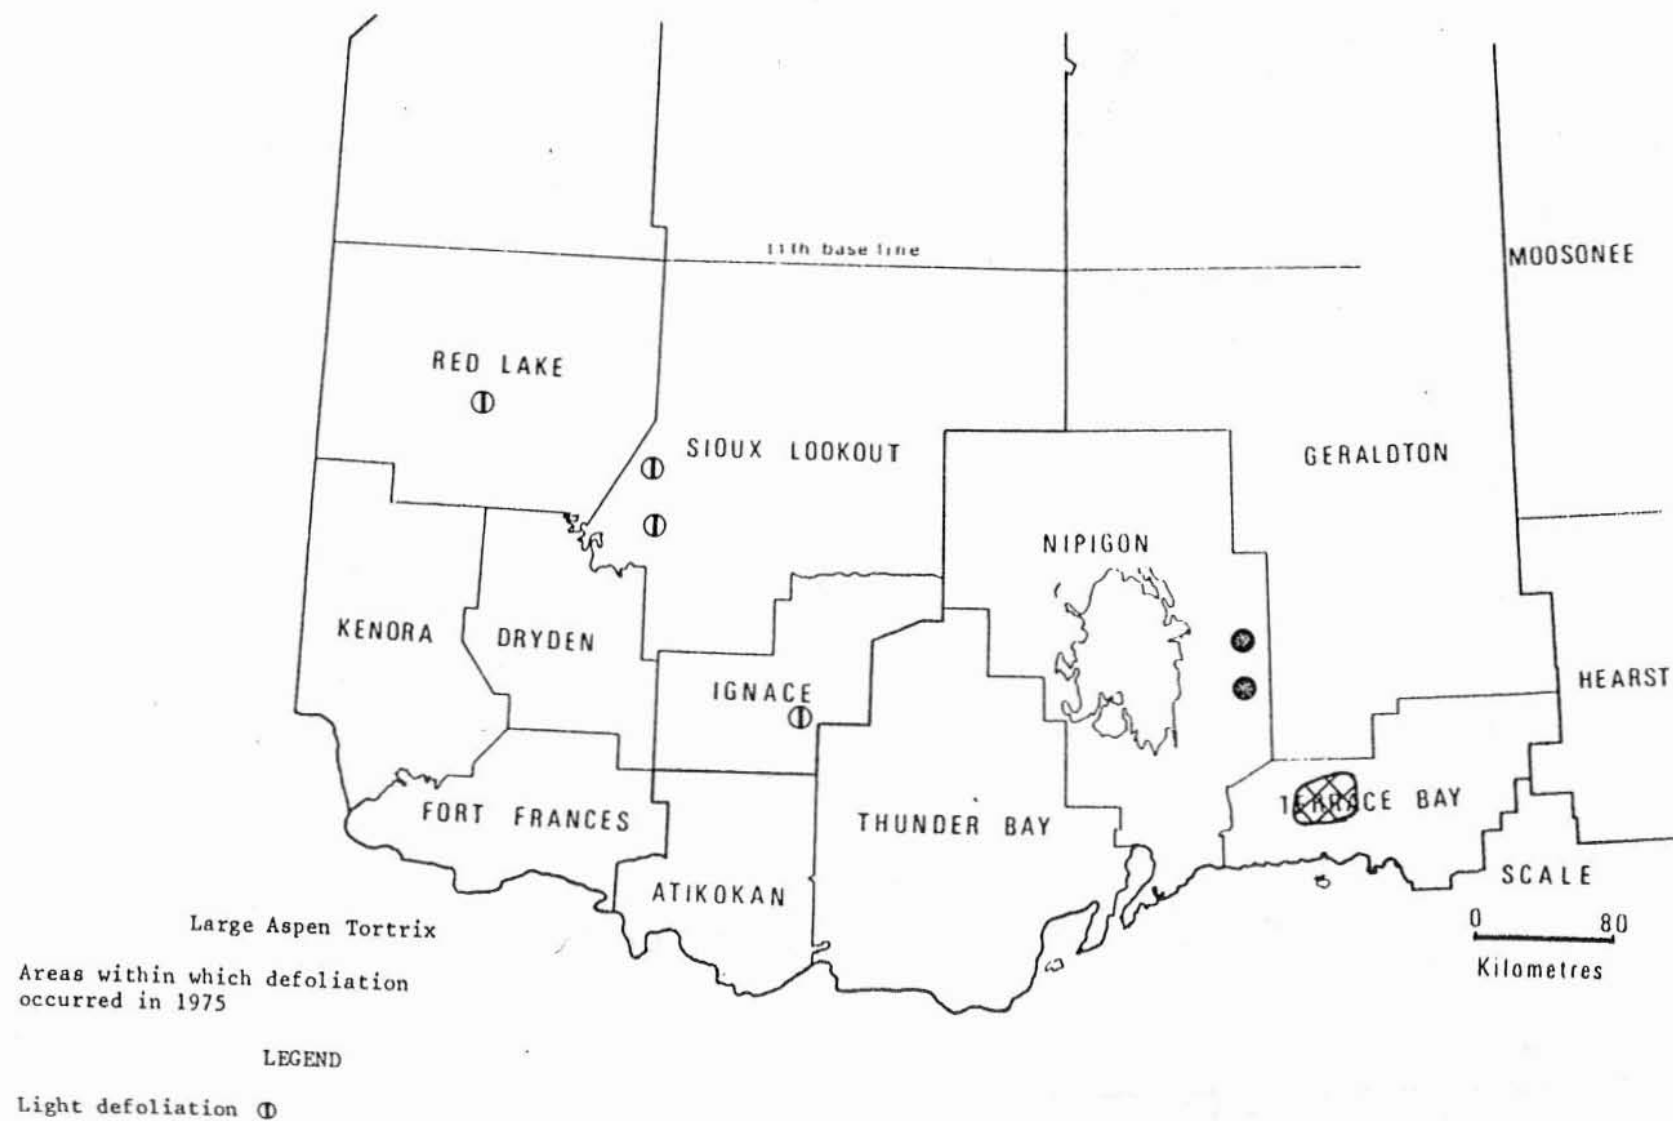 11th base line
MOOSONEE
RED LAKE
SIOUX LOOKOUT
GERALDTON
NIPIGON
KENORA
DRYDEN
IGNACE
HEARST
FORT FRANCES
THUNDER BAY
TERRACE BAY
ATIKOKAN
SCALE
0 80
Kilometres
Large Aspen Tortrix
Areas within which defoliation
occurred in 1975
LEGEND
Light defoliation